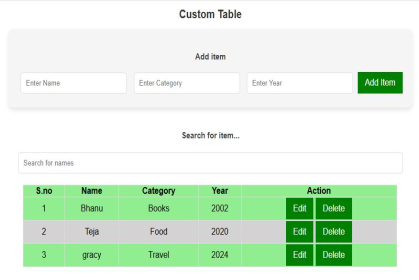 Custom Table
Add item
Enter Name Enter Category Enter Year Add Item
Search for item...
Search for names
S.no Name Category Year Action
1 Bhanu Books 2002 Edit Delete
2 Teja Food 2020 Edit Delete
3 gracy Travel 2024 Edit Delete